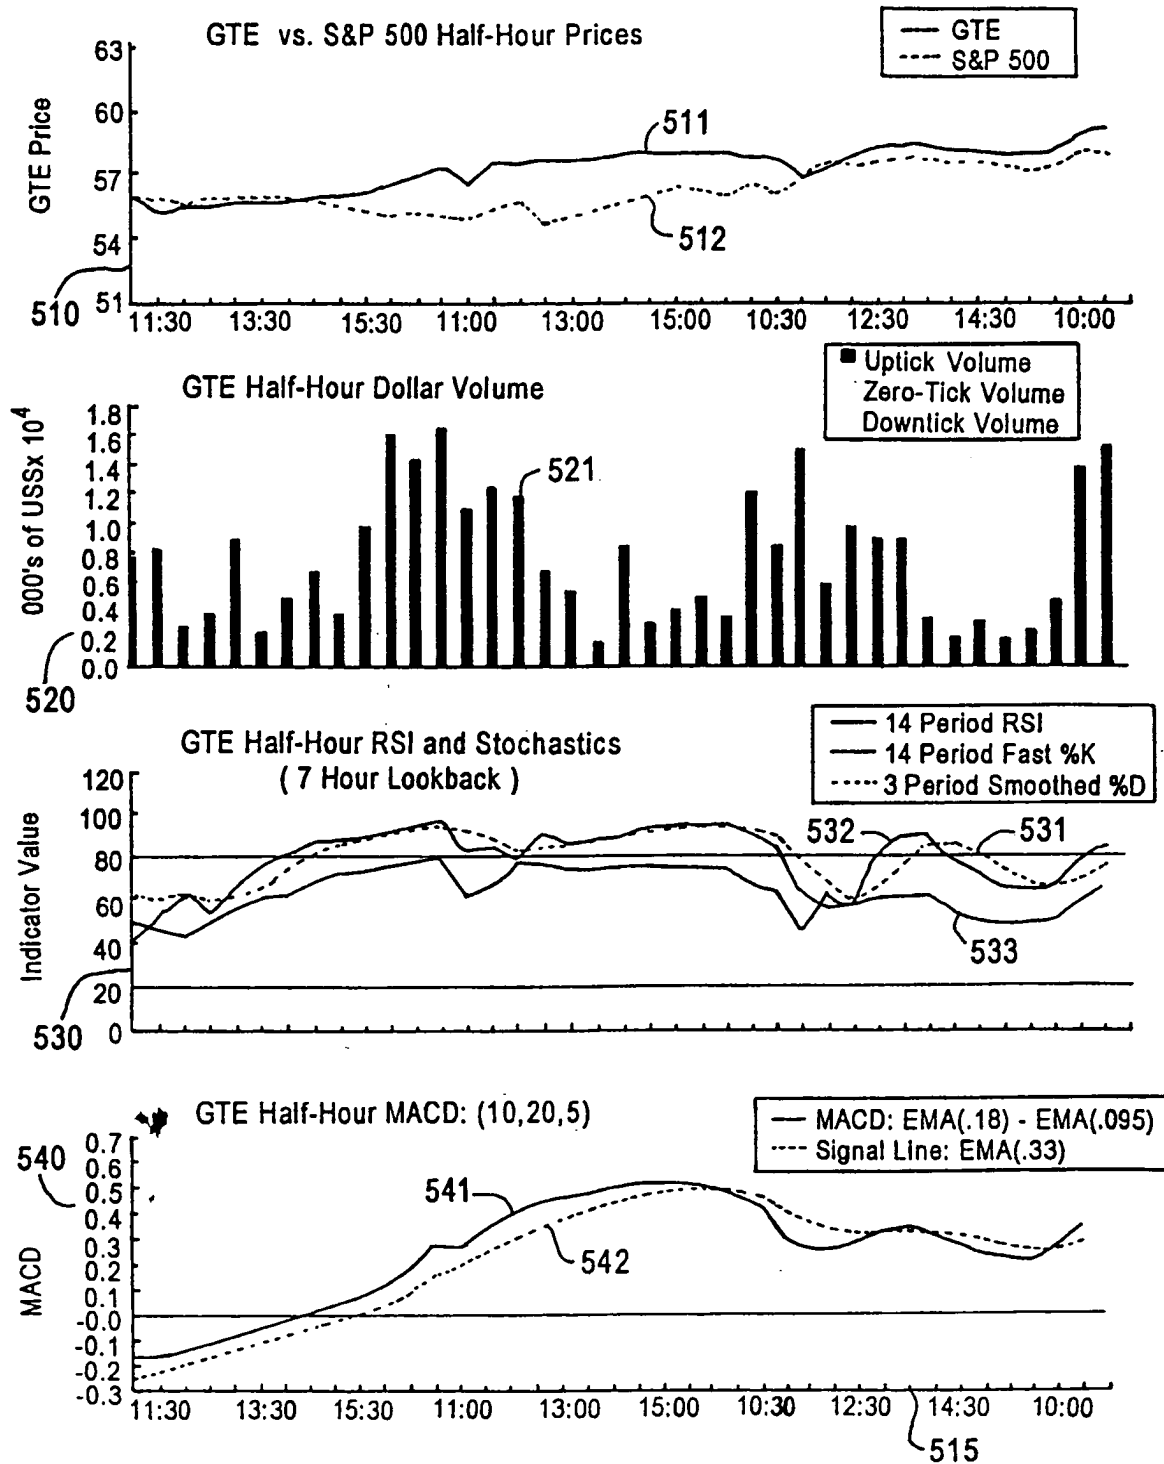 GTE vs. S&P 500 Half-Hour Prices
GTE
S&P 500
GTE Price
63
60
57
54
51
511
512
510
11:30 13:30 15:30 11:00 13:00 15:00 10:30 12:30 14:30 10:00
GTE Half-Hour Dollar Volume
Uptick Volume
Zero-Tick Volume
Downtick Volume
000's of USSx 10⁴
1.8
1.6
1.4
1.2
1.0
0.8
0.6
0.4
0.2
0.0
521
520
GTE Half-Hour RSI and Stochastics
( 7 Hour Lookback )
14 Period RSI
14 Period Fast %K
3 Period Smoothed %D
Indicator Value
120
100
80
60
40
20
0
532
531
533
530
GTE Half-Hour MACD: (10,20,5)
MACD: EMA(.18) - EMA(.095)
Signal Line: EMA(.33)
540
MACD
0.7
0.6
0.5
0.4
0.3
0.2
0.1
-0.0
-0.1
-0.2
-0.3
541
542
11:30 13:30 15:30 11:00 13:00 15:00 10:30 12:30 14:30 10:00
515